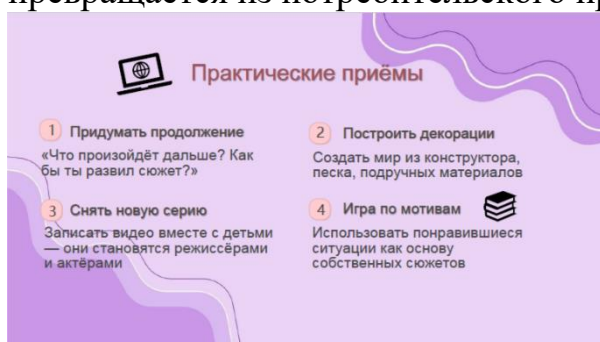 превращается из потребительского
Практические приёмы
1 Придумать продолжение
«Что произойдёт дальше? Как
бы ты развил сюжет?»
2 Построить декорации
Создать мир из конструктора,
песка, подручных материалов
3 Снять новую серию
Записать видео вместе с детьми
— они становятся режиссёрами
и актёрами
4 Игра по мотивам
Использовать понравившиеся
ситуации как основу
собственных сюжетов